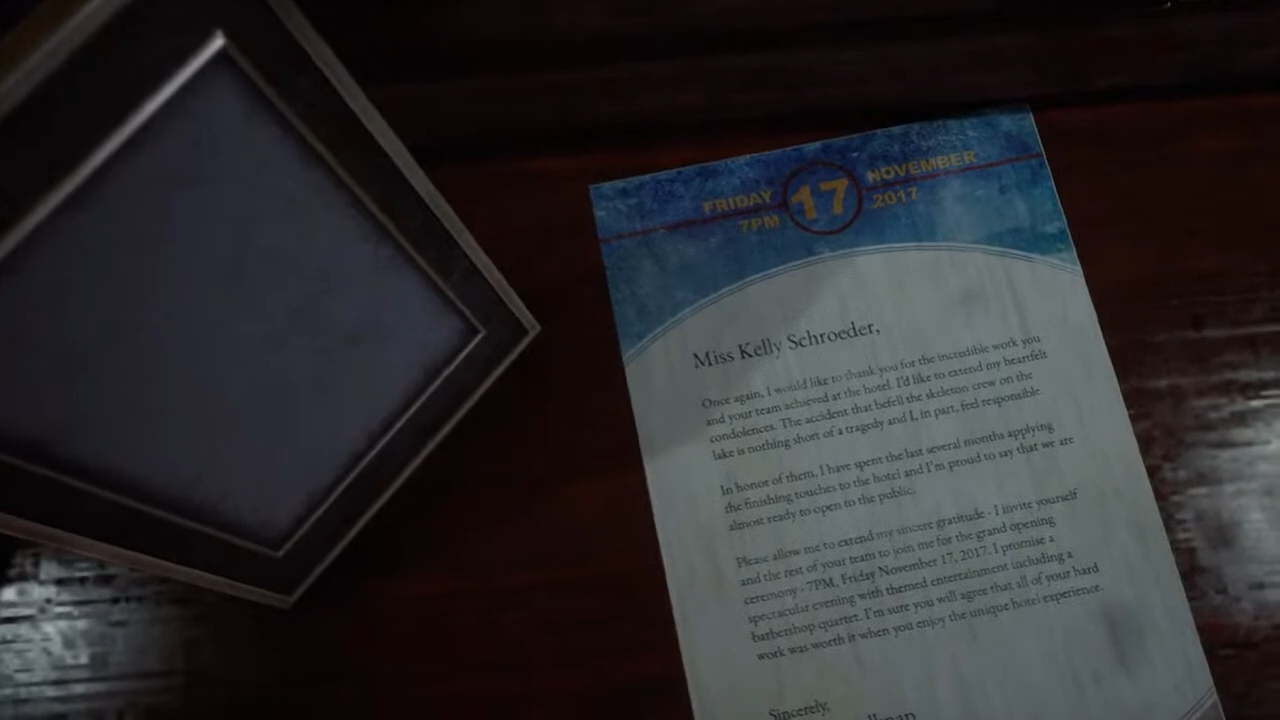 FRIDAY 17 NOVEMBER
7PM 2017
Miss Kelly Schroeder,
Once again, I would like to thank you for the incredible work you
and your team achieved at the hotel. I'd like to extend my heartfelt
condolences. The accident that befell the skeleton crew on the
lake is nothing short of a tragedy and I, in part, feel responsible.
In honor of them, I have spent the last several months applying
the finishing touches to the hotel and I'm proud to say that we are
almost ready to open to the public.
Please allow me to extend my sincere gratitude - I invite yourself
and the rest of your team to join me for the grand opening
ceremony - 7PM, Friday November 17, 2017. I promise a
spectacular evening with themed entertainment including a
barbershop quartet. I'm sure you will agree that all of your hard
work was worth it when you enjoy the unique hotel experience.
Sincerely,